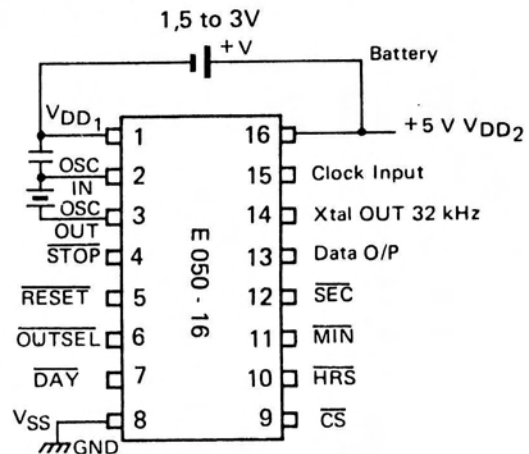 1,5 to 3V
+V
Battery
VDD1
1
16
+5 V VDD2
OSC IN
2
15
Clock Input
OSC OUT
3
14
Xtal OUT 32 kHz
STOP
4
13
Data O/P
RESET
5
12
SEC
OUTSEL
6
11
MIN
DAY
7
10
HRS
VSS
8
9
CS
GND
E 050 - 16